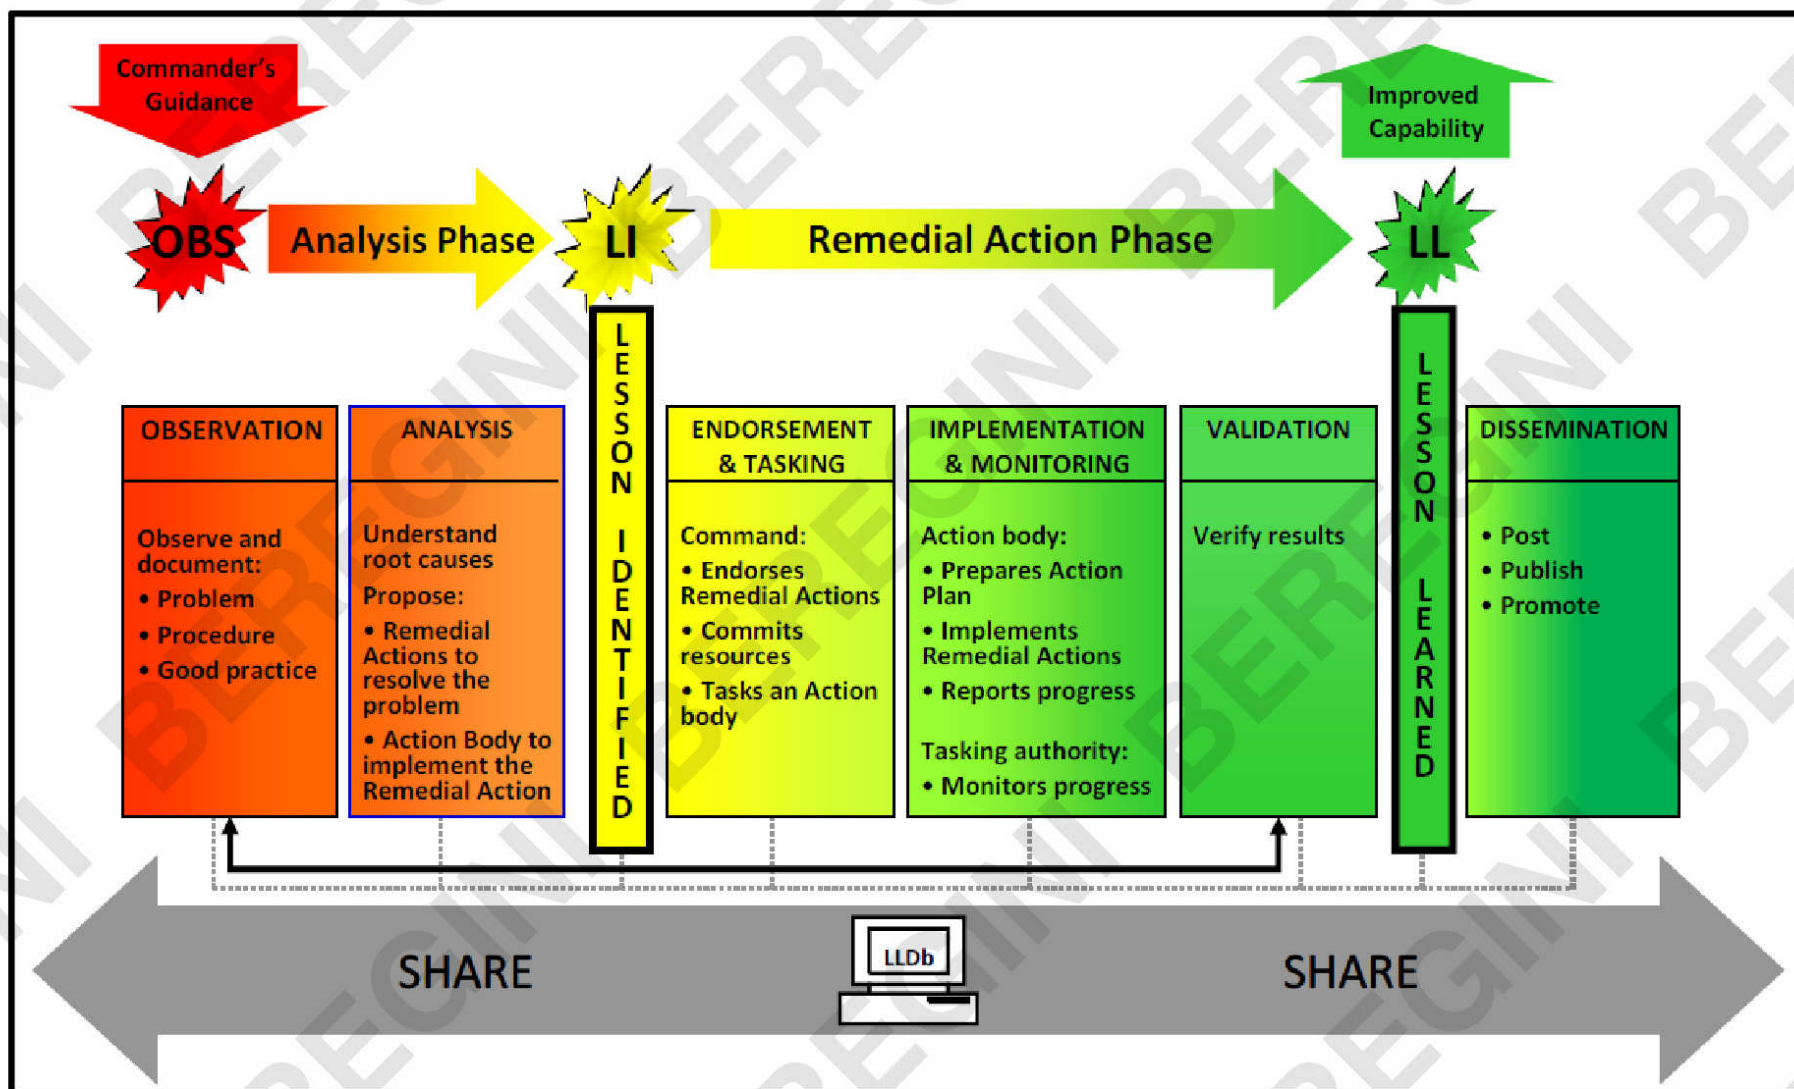 Commander's
Guidance
Improved
Capability
OBS
Analysis Phase
LI
Remedial Action Phase
LL
OBSERVATION
Observe and
document:
• Problem
• Procedure
• Good practice
ANALYSIS
Understand
root causes
Propose:
• Remedial
Actions to
resolve the
problem
• Action Body to
implement the
Remedial Action
LESSON IDENTIFIED
ENDORSEMENT
& TASKING
Command:
• Endorses
Remedial Actions
• Commits
resources
• Tasks an Action
body
IMPLEMENTATION
& MONITORING
Action body:
• Prepares Action
Plan
• Implements
Remedial Actions
• Reports progress
Tasking authority:
• Monitors progress
VALIDATION
Verify results
LESSON LEARNED
DISSEMINATION
• Post
• Publish
• Promote
SHARE
LLDb
SHARE
BEREGINI